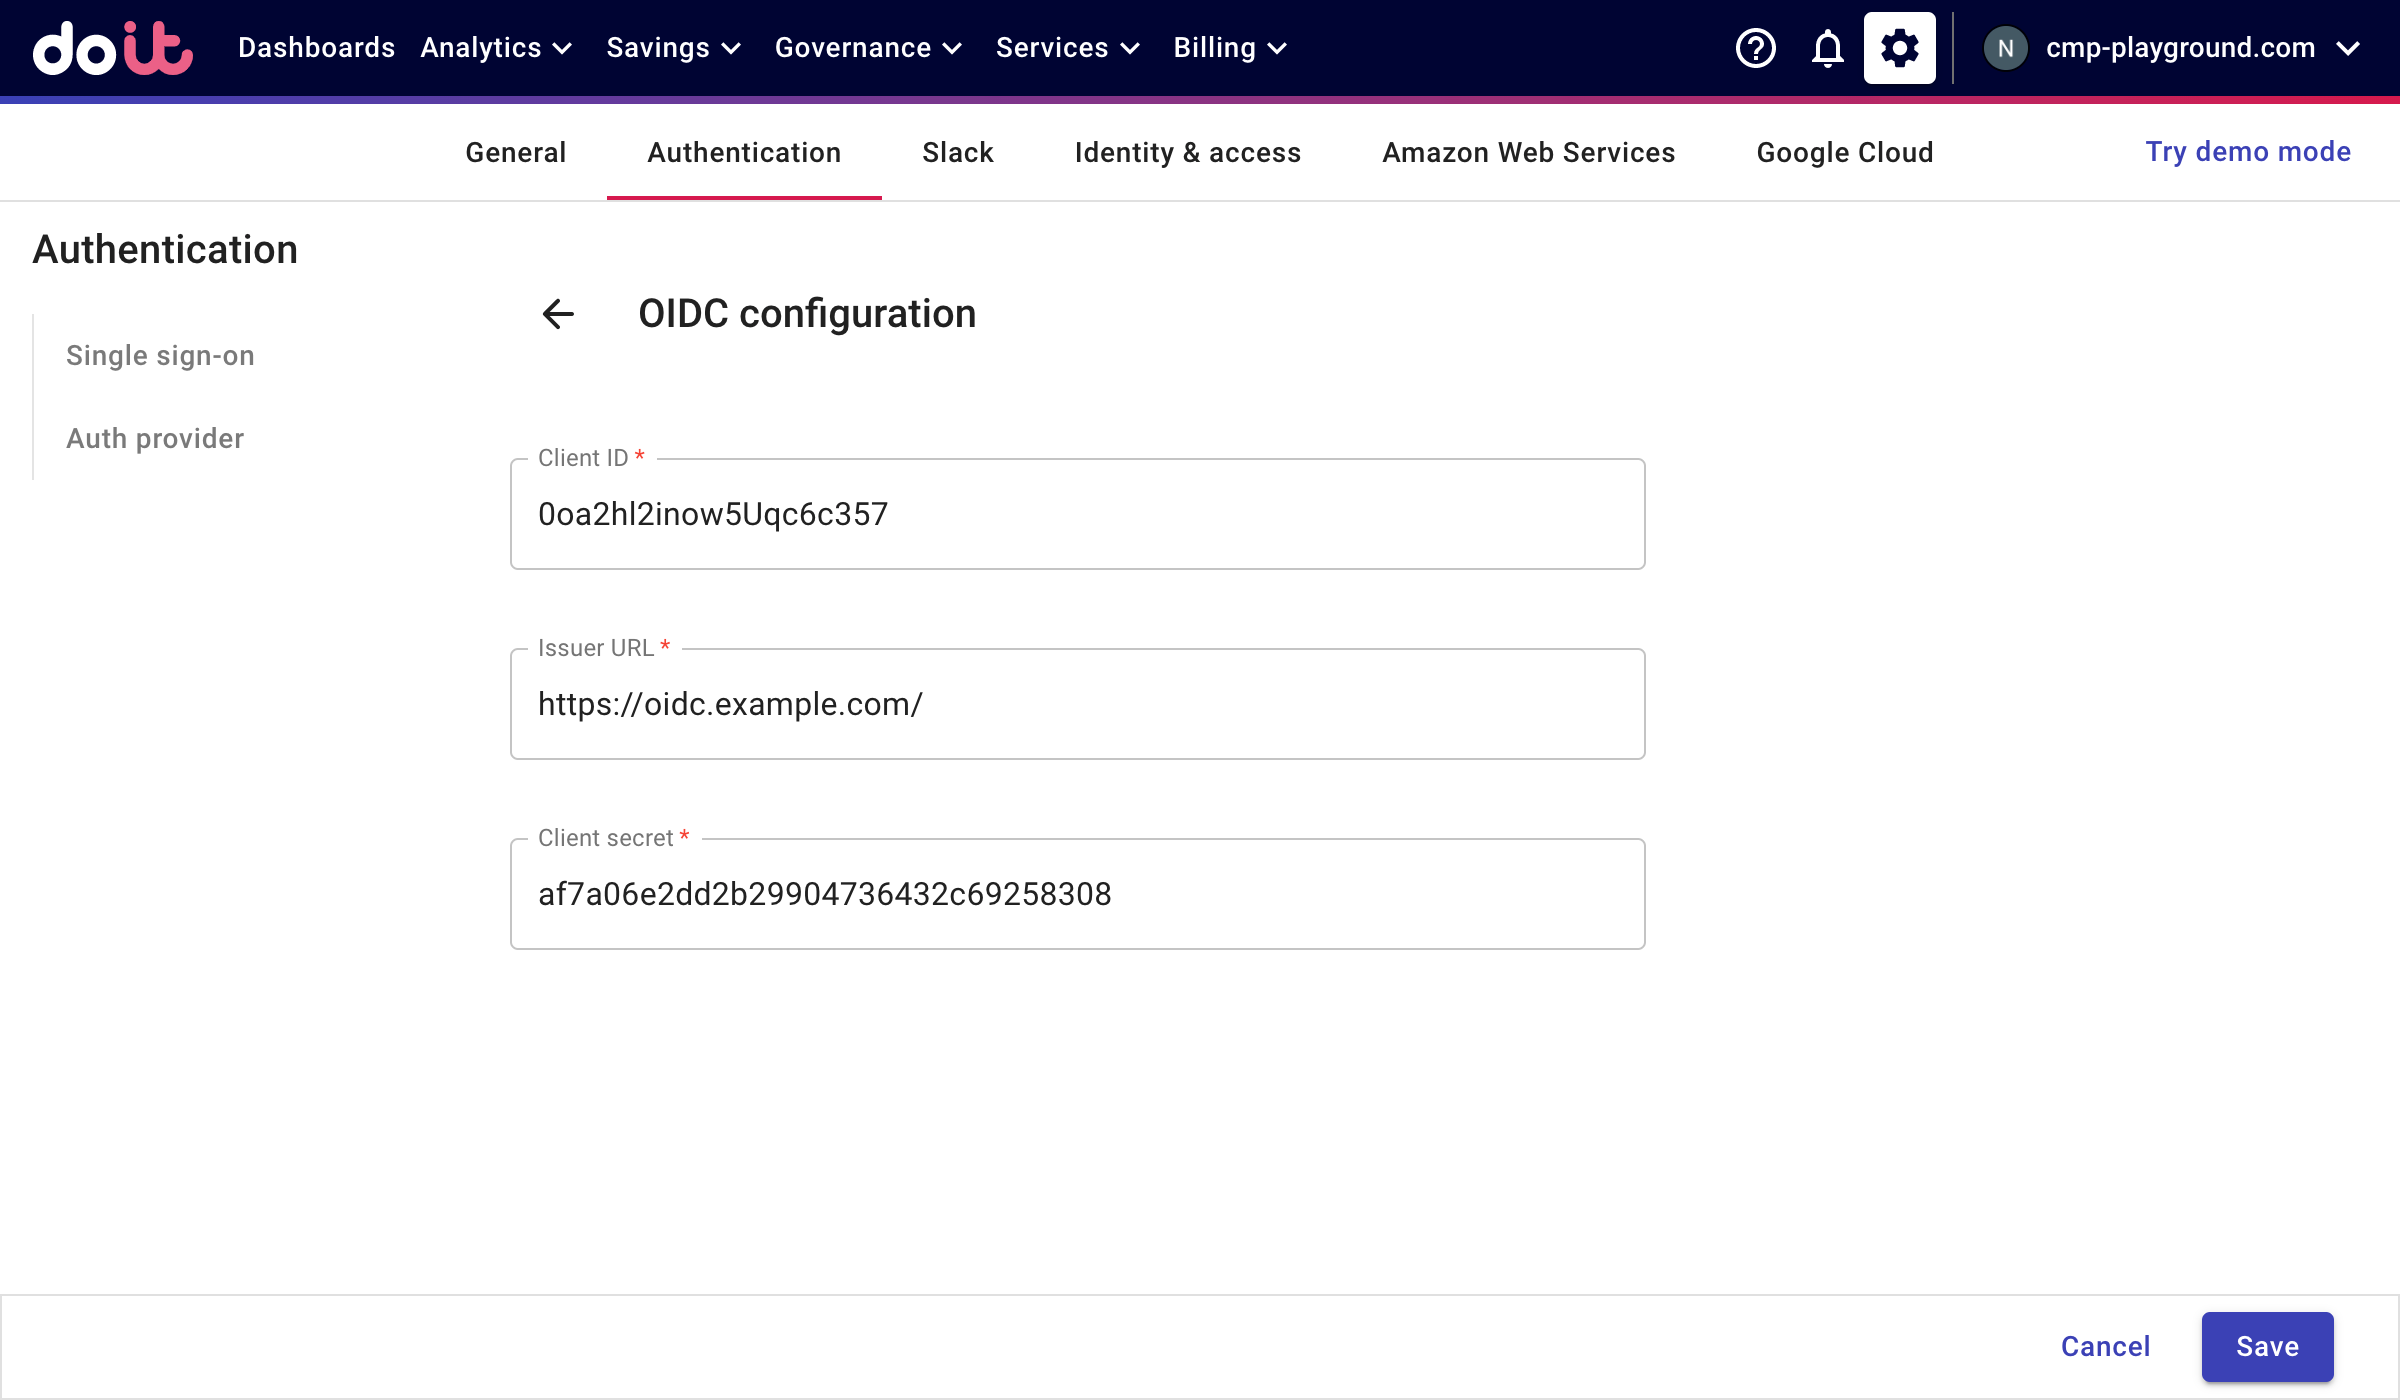 doit Dashboards Analytics Savings Governance Services Billing N cmp-playground.com
General Authentication Slack Identity & access Amazon Web Services Google Cloud Try demo mode
Authentication
OIDC configuration
Single sign-on
Auth provider
Client ID *
0oa2hl2inow5Uqc6c357
Issuer URL *
https://oidc.example.com/
Client secret *
af7a06e2dd2b29904736432c69258308
Cancel Save